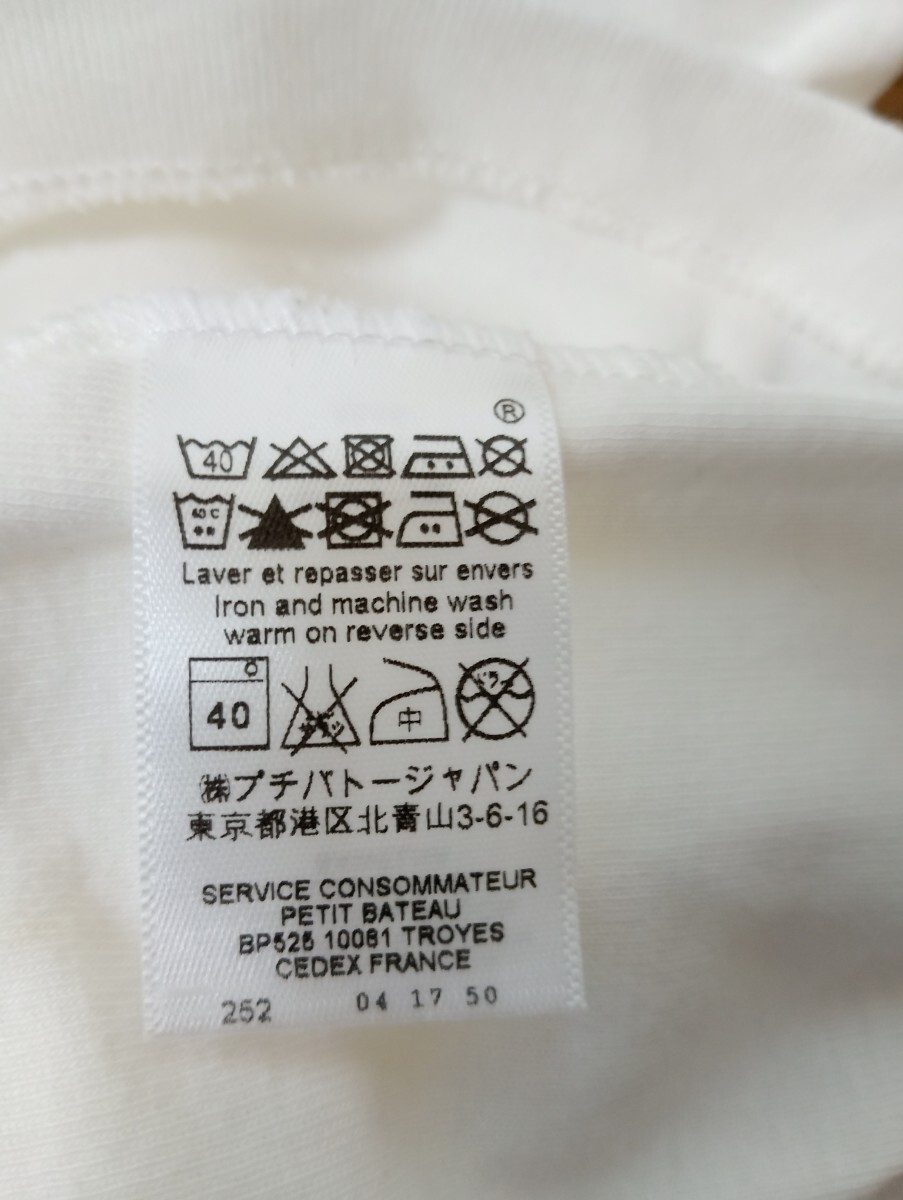 ®
40
40C
Laver et repasser sur envers
Iron and machine wash
warm on reverse side
40 中
㈱プチバトージャパン
東京都港区北青山3-6-16
SERVICE CONSOMMATEUR
PETIT BATEAU
BP525 10081 TROYES
CEDEX FRANCE
252 04 17 50